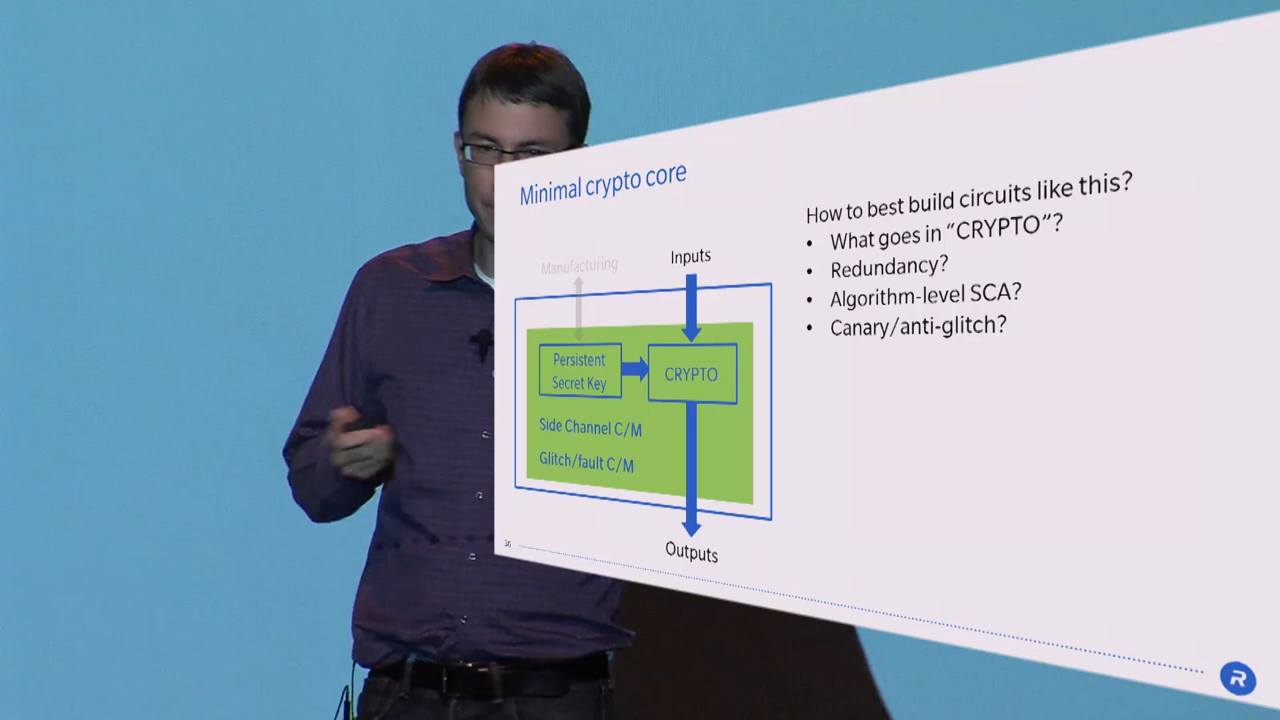 Minimal crypto core
Manufacturing
Inputs
Persistent
Secret Key
CRYPTO
Side Channel C/M
Glitch/fault C/M
Outputs
How to best build circuits like this?
• What goes in “CRYPTO”?
• Redundancy?
• Algorithm-level SCA?
• Canary/anti-glitch?
36
R